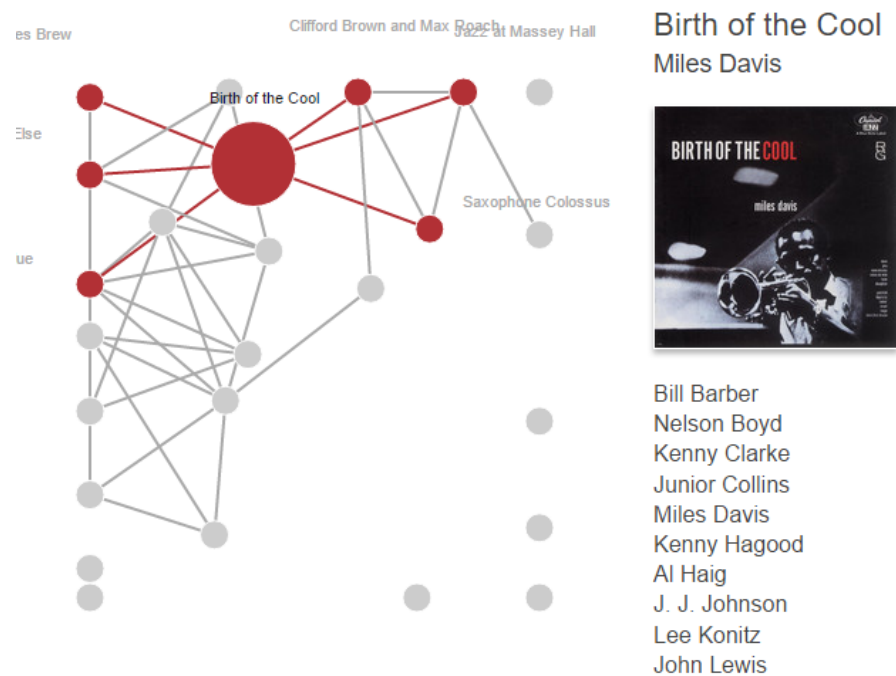 es Brew
Clifford Brown and Max Roach
Jazz at Massey Hall
Birth of the Cool
Else
Saxophone Colossus
ue
Birth of the Cool
Miles Davis
BIRTH OF THE COOL
miles davis
Bill Barber
Nelson Boyd
Kenny Clarke
Junior Collins
Miles Davis
Kenny Hagood
Al Haig
J. J. Johnson
Lee Konitz
John Lewis